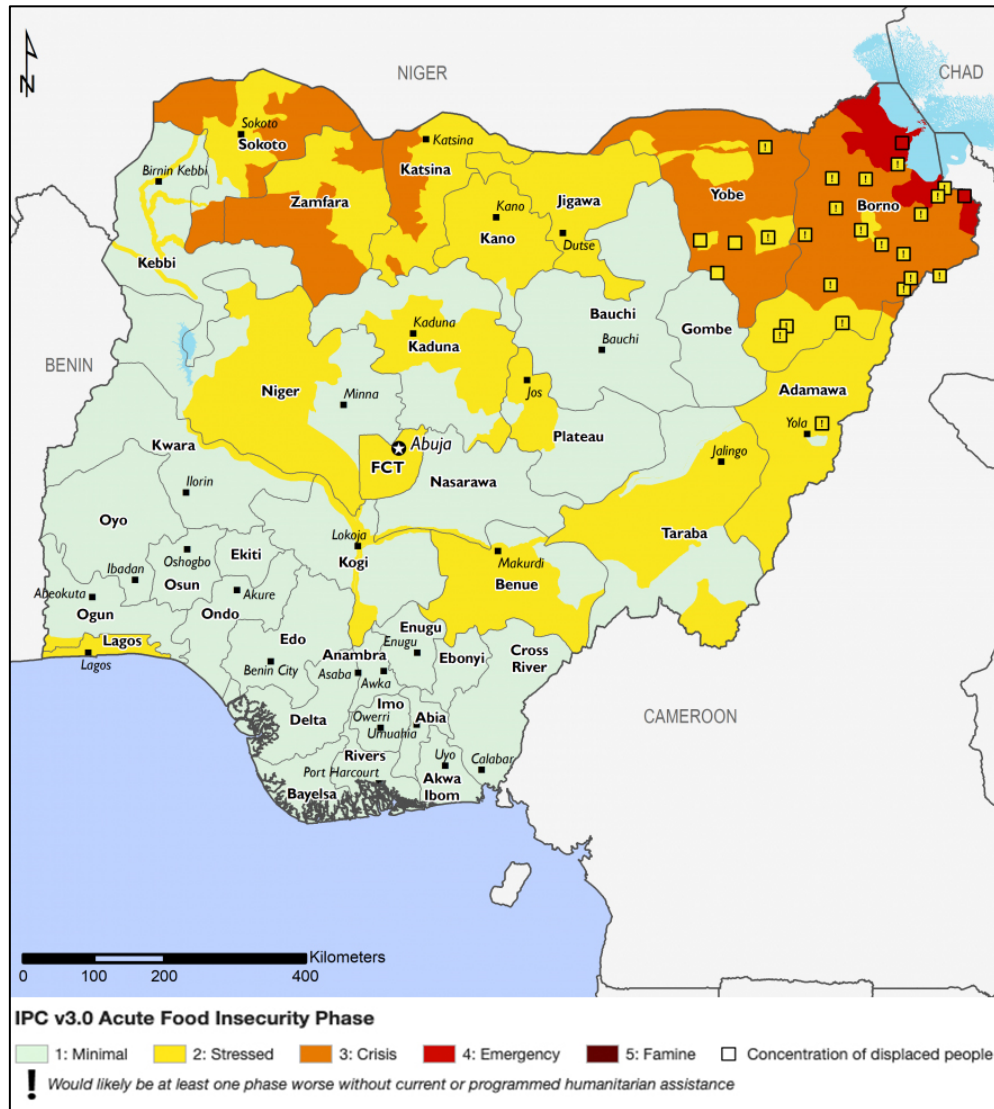 N
NIGER
CHAD
Sokoto
Sokoto
Katsina
Katsina
Birnin Kebbi
Yobe
Zamfara
Jigawa
Borno
Kano
Kano
Dutse
Kebbi
Bauchi
Kaduna
Kaduna
Gombe
Bauchi
BENIN
Niger
Minna
Jos
Adamawa
Yola
Plateau
Kwara
Abuja
FCT
Jalingo
Nasarawa
Ilorin
Oyo
Lokoja
Kogi
Taraba
Ekiti
Makurdi
Oshogbo
Benue
Ibadan
Osun
Akure
Abeokuta
Ogun
Ondo
Enugu
Lagos
Edo
Enugu
Cross
River
Anambra
Ebonyi
Lagos
Benin City
Asaba
Awka
Imo
Delta
Owerri
Abia
CAMEROON
Umuahia
Rivers
Uyo
Calabar
Port Harcourt
Akwa
Ibom
Bayelsa
Kilometers
0 100 200 400
IPC v3.0 Acute Food Insecurity Phase
1: Minimal 2: Stressed 3: Crisis 4: Emergency 5: Famine Concentration of displaced people
! Would likely be at least one phase worse without current or programmed humanitarian assistance